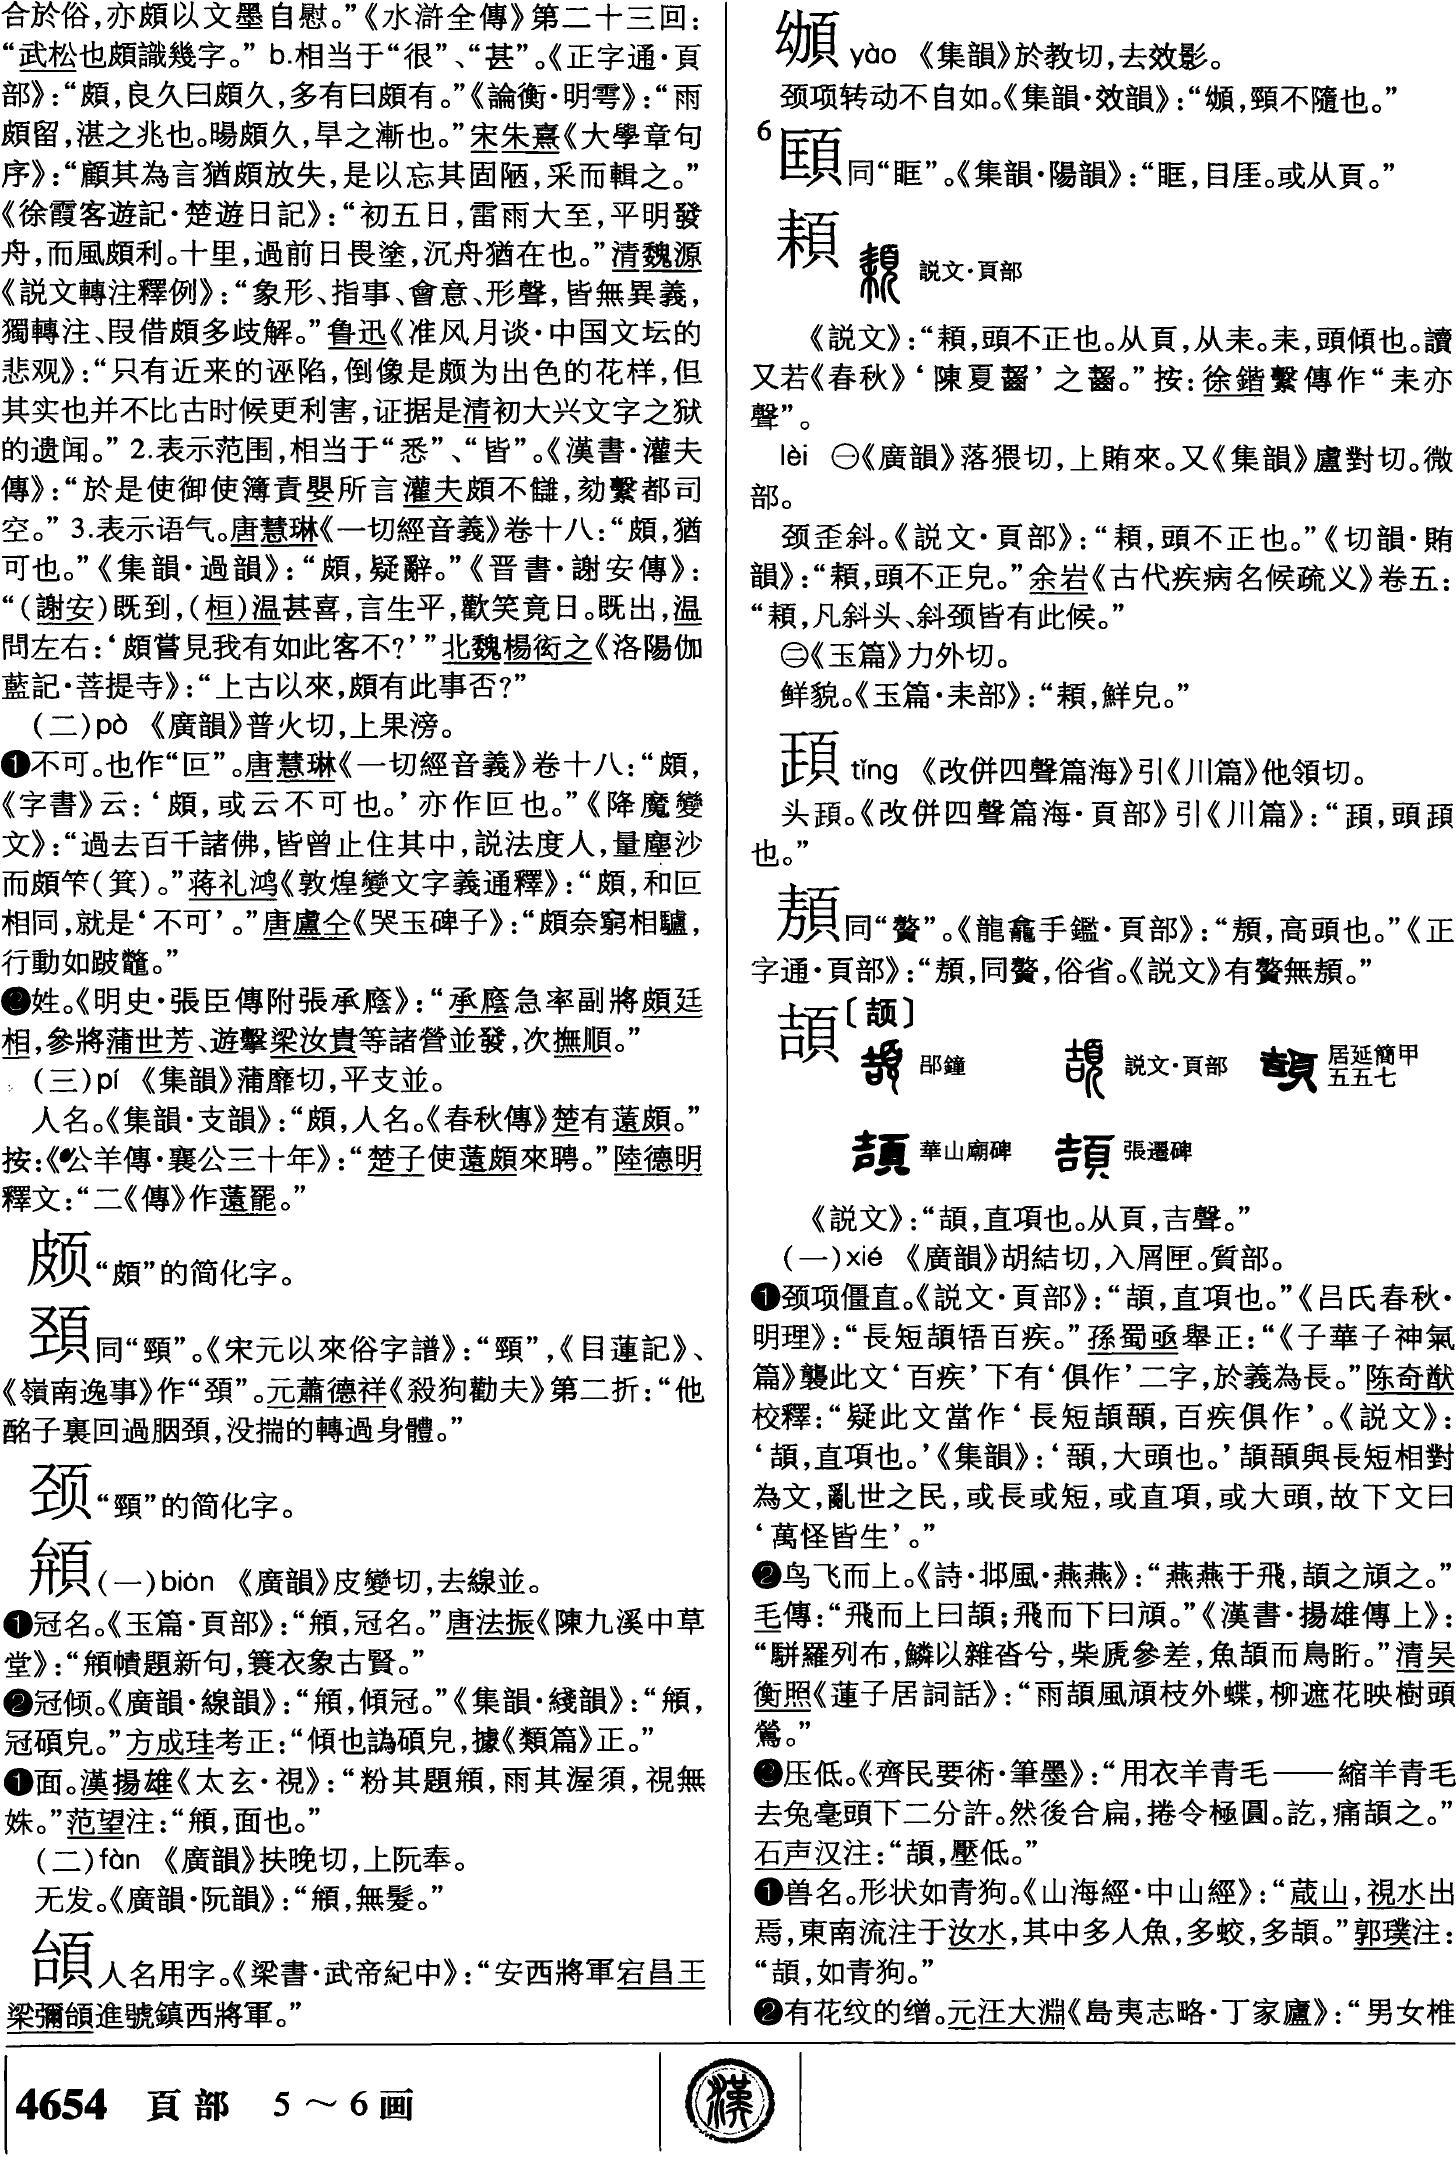 合於俗，亦頗以文墨自慰。”《水滸全傳》第二十三回：
“武松也頗識幾字。” b.相当于“很”、“甚”。《正字通·頁
部》：“頗，良久曰頗久，多有曰頗有。”《論衡·明雩》：“雨
頗留，湛之兆也。暘頗久，旱之漸也。”宋朱熹《大學章句
序》：“顧其為言猶頗放失，是以忘其固陋，采而輯之。”
《徐霞客遊記·楚遊日記》：“初五日，雷雨大至，平明發
舟，而風頗利。十里，過前日畏塗，沉舟猶在也。”清魏源
《説文轉注釋例》：“象形、指事、會意、形聲，皆無異義，
獨轉注、叚借頗多歧解。”鲁迅《准风月谈·中国文坛的
悲观》：“只有近来的诬陷，倒像是颇为出色的花样，但
其实也并不比古时候更利害，证据是清初大兴文字之狱
的遗闻。” 2.表示范围，相当于“悉”、“皆”。《漢書·灌夫
傳》：“於是使御使簿責嬰所言灌夫頗不讎，劾繫都司
空。” 3.表示语气。唐慧琳《一切經音義》卷十八：“頗，猶
可也。”《集韻·過韻》：“頗，疑辭。”《晋書·謝安傳》：
“（謝安）既到，（桓）温甚喜，言生平，歡笑竟日。既出，温
問左右：‘頗嘗見我有如此客不？’”北魏楊衒之《洛陽伽
藍記·菩提寺》：“上古以來，頗有此事否？”
（二）pǒ 《廣韻》普火切，上果滂。
❶不可。也作“叵”。唐慧琳《一切經音義》卷十八：“頗，
《字書》云：‘頗，或云不可也。’亦作叵也。”《降魔變
文》：“過去百千諸佛，皆曾止住其中，説法度人，量塵沙
而頗笇（箕）。”蒋礼鸿《敦煌變文字義通釋》：“頗，和叵
相同，就是‘不可’。”唐盧仝《哭玉碑子》：“頗奈窮相驢，
行動如跛鼈。”
❷姓。《明史·張臣傳附張承廕》：“承廕急率副將頗廷
相，參將蒲世芳、遊擊梁汝貴等諸營並發，次撫順。”
（三）pí 《集韻》蒲靡切，平支並。
人名。《集韻·支韻》：“頗，人名。《春秋傳》楚有薳頗。”
按：《公羊傳·襄公三十年》：“楚子使薳頗來聘。”陸德明
釋文：“二《傳》作薳罷。”
颇“頗”的简化字。
頚同“頸”。《宋元以來俗字譜》：“頸”，《目蓮記》、
《嶺南逸事》作“頚”。元蕭德祥《殺狗勸夫》第二折：“他
酩子裏回過胭頚，没揣的轉過身體。”
颈“頸”的简化字。
頖（一）biàn 《廣韻》皮變切，去線並。
❶冠名。《玉篇·頁部》：“䪻，冠名。”唐法振《陳九溪中草
堂》：“䪻幘題新句，簑衣象古賢。”
❷冠倾。《廣韻·線韻》：“䪻，傾冠。”《集韻·綫韻》：“䪻，
冠碩皃。”方成珪考正：“傾也譌碩皃，據《類篇》正。”
❶面。漢揚雄《太玄·視》：“粉其題䪻，雨其渥須，視無
姝。”范望注：“䪻，面也。”
（二）fàn 《廣韻》扶晚切，上阮奉。
无发。《廣韻·阮韻》：“䪻，無髮。”
人名用字。《梁書·武帝紀中》：“安西將軍宕昌王
梁彌頜進號鎮西將軍。”
yào 《集韻》於教切，去效影。
颈项转动不自如。《集韻·效韻》：“䫜，頸不隨也。”
6
同“眶”。《集韻·陽韻》：“眶，目厓。或从頁。”
頛
説文·頁部
《説文》：“頛，頭不正也。从頁，从耒。耒，頭傾也。讀
又若《春秋》‘陳夏齧’之齧。”按：徐鍇繫傳作“耒亦
聲”。
lèi ㊀《廣韻》落猥切，上賄來。又《集韻》盧對切。微
部。
颈歪斜。《説文·頁部》：“頛，頭不正也。”《切韻·賄
韻》：“頛，頭不正皃。”余岩《古代疾病名候疏义》卷五：
“頛，凡斜头、斜颈皆有此候。”
㊁《玉篇》力外切。
鲜貌。《玉篇·耒部》：“頛，鮮皃。”
tǐng 《改併四聲篇海》引《川篇》他領切。
头頲。《改併四聲篇海·頁部》引《川篇》：“，頭
也。”
同“贅”。《龍龕手鑑·頁部》：“，高頭也。”《正
字通·頁部》：“，同，俗省。《説文》有無。”
頡〔颉〕
郘鐘 説文·頁部 居延簡甲五五七
華山廟碑 張遷碑
《説文》：“頡，直項也。从頁，吉聲。”
（一）xié 《廣韻》胡結切，入屑匣。質部。
❶颈项僵直。《説文·頁部》：“頡，直項也。”《吕氏春秋·
明理》：“長短頡啎百疾。”孫蜀丞舉正：“《子華子神氣
篇》襲此文‘百疾’下有‘俱作’二字，於義為長。”陈奇猷
校釋：“疑此文當作‘長短頡䫨，百疾俱作’。《説文》：
‘頡，直項也。’《集韻》：‘䫨，大頭也。’頡䫨與長短相對
為文，亂世之民，或長或短，或直項，或大頭，故下文曰
‘萬怪皆生’。”
❷鸟飞而上。《詩·邶風·燕燕》：“燕燕于飛，頡之頏之。”
毛傳：“飛而上曰頡；飛而下曰頏。”《漢書·揚雄傳上》：
“駢羅列布，鱗以雜沓兮，柴虒參差，魚頡而鳥䀪。”清吴
衡照《蓮子居詞話》：“雨頡風頏枝外蝶，柳遮花映樹頭
鶯。”
❸压低。《齊民要術·筆墨》：“用衣羊青毛——縮羊青毛
去兔毫頭下二分許。然後合扁，捲令極圓。訖，痛頡之。”
石声汉注：“頡，壓低。”
❶兽名。形状如青狗。《山海經·中山經》：“葴山，視水出
焉，東南流注于汝水，其中多人魚，多蛟，多頡。”郭璞注：
“頡，如青狗。”
❷有花纹的缯。元汪大淵《島夷志略·丁家廬》：“男女椎
4654 頁部 5～6画
漢